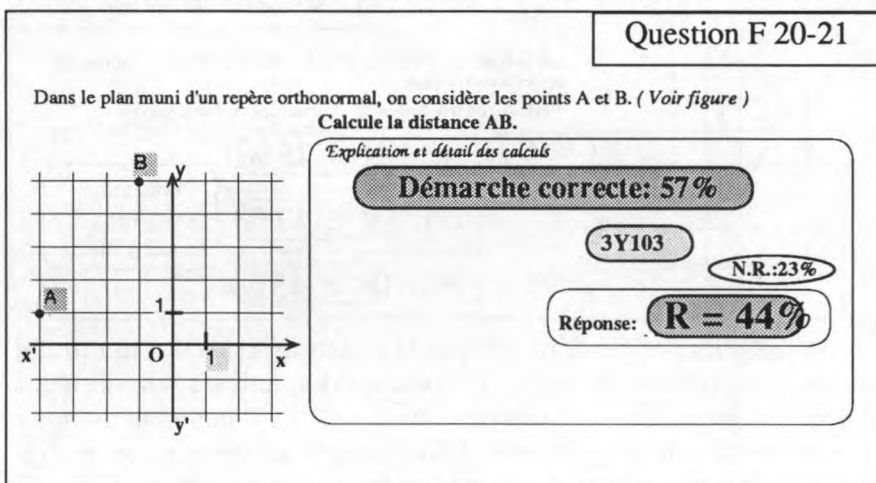 Question F 20-21
Dans le plan muni d'un repère orthonormal, on considère les points A et B. ( Voir figure )
Calcule la distance AB.
Explication et détail des calculs
Démarche correcte: 57%
3Y103
N.R.:23%
Réponse: R = 44%
B
y
A
1
x'
O
x
y'